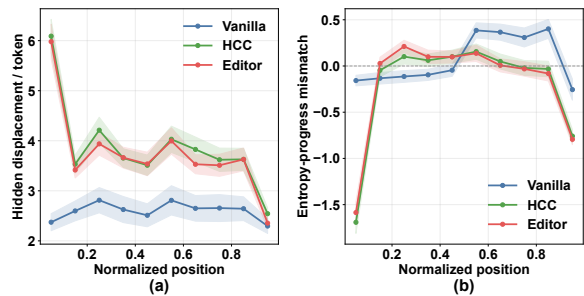 Hidden displacement / token
6
5
4
3
2
Vanilla
HCC
Editor
0.2
0.4
0.6
0.8
Normalized position
(a)
Entropy-progress mismatch
0.5
0.0
−0.5
−1.0
−1.5
Vanilla
HCC
Editor
0.2
0.4
0.6
0.8
Normalized position
(b)